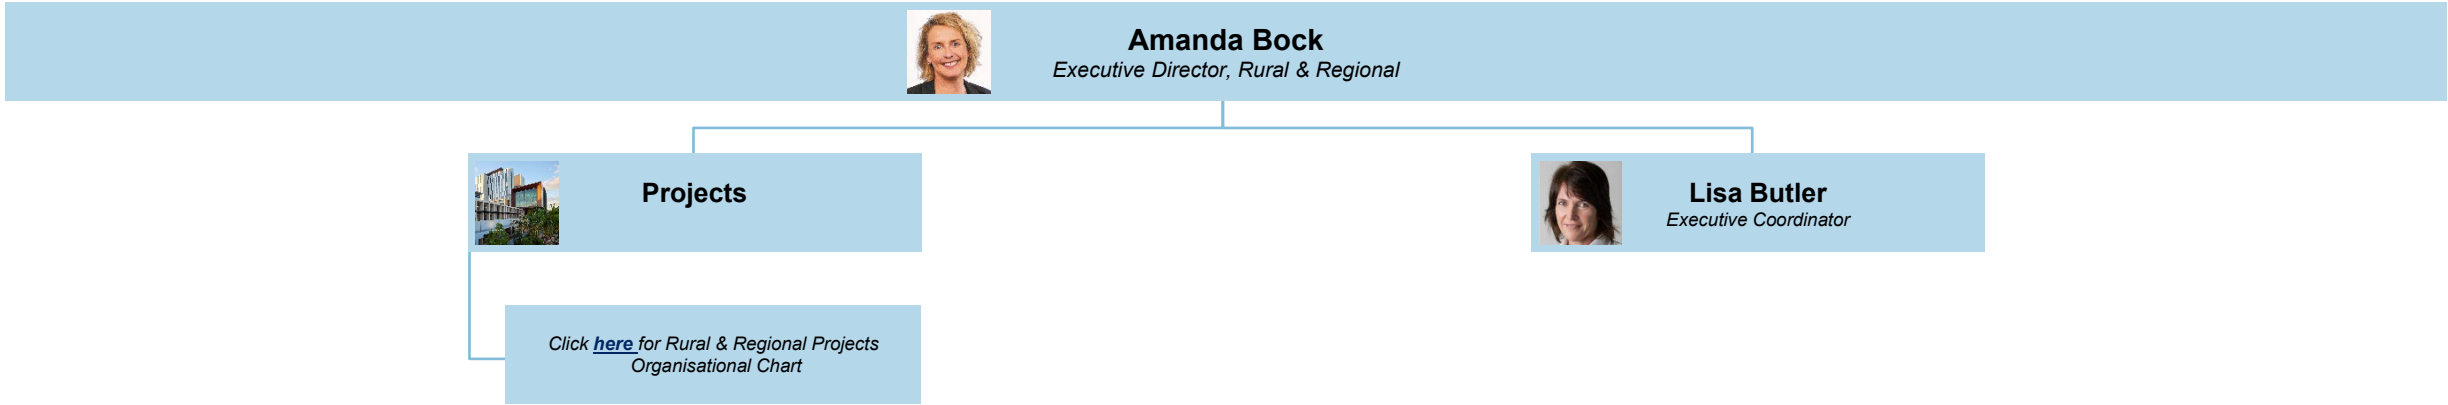 Amanda Bock
Executive Director, Rural & Regional
Projects
Lisa Butler
Executive Coordinator
Click here for Rural & Regional Projects
Organisational Chart